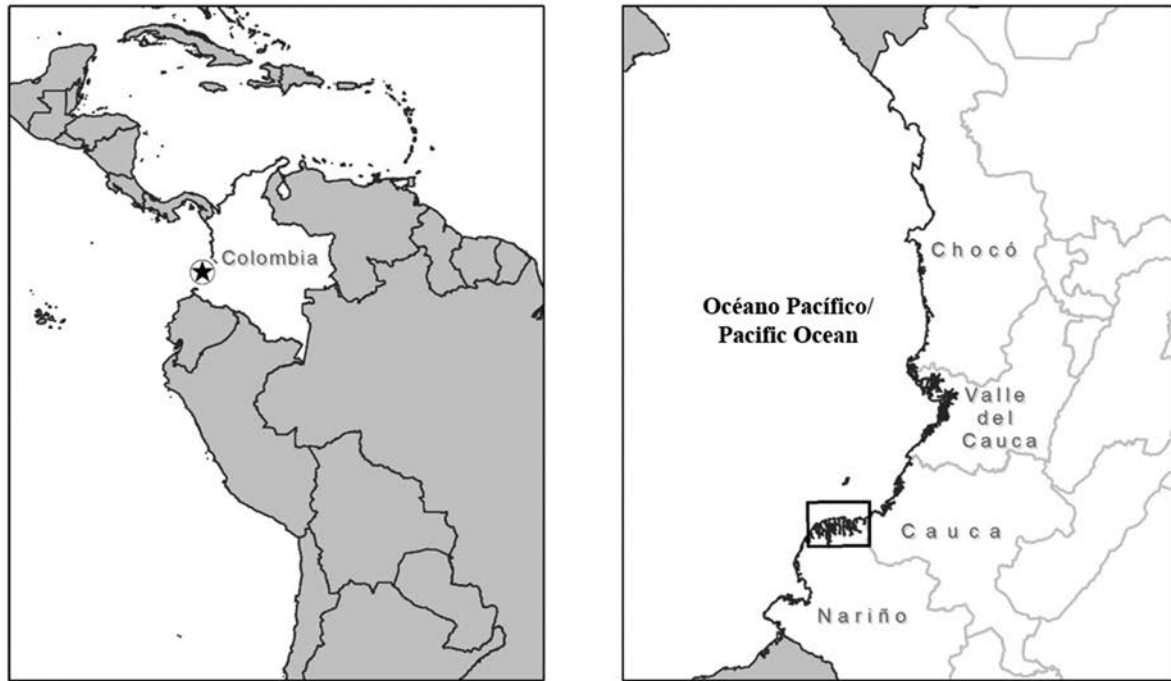 Colombia
Chocó
Océano Pacífico/
Pacific Ocean
Valle
del
Cauca
Cauca
Nariño